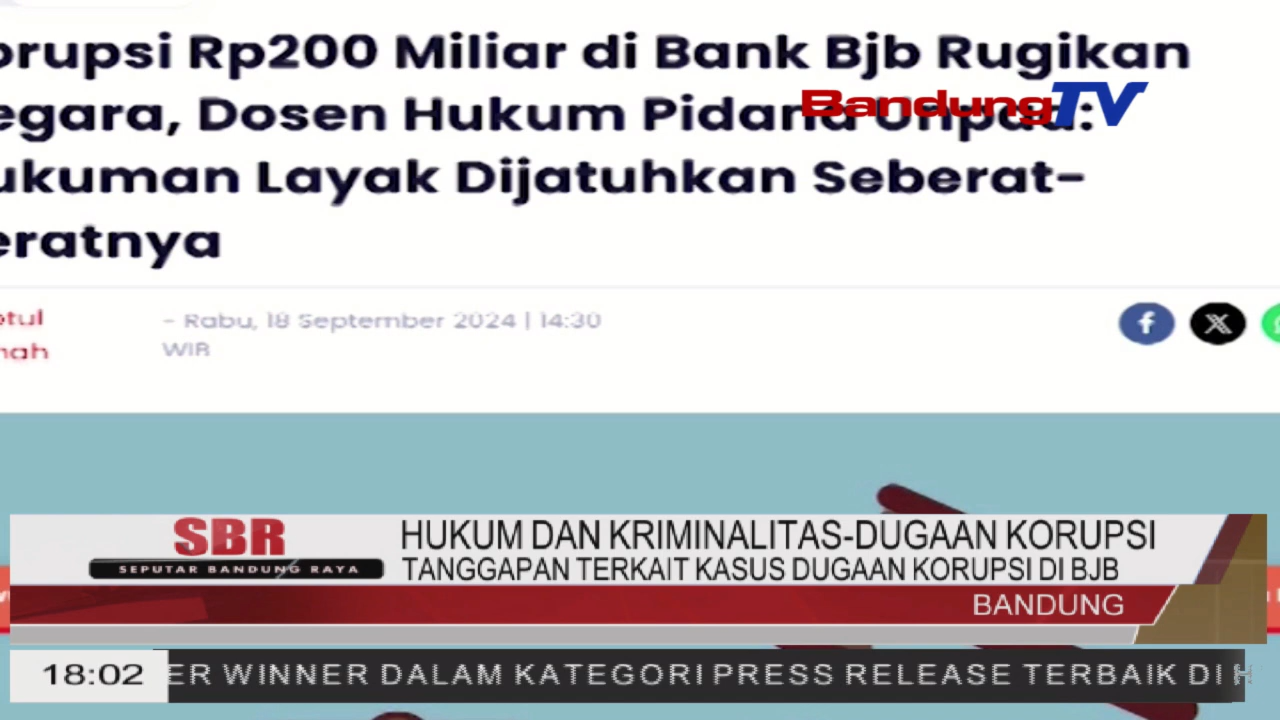 orupsi Rp200 Miliar di Bank Bjb Rugikan
egara, Dosen Hukum Pidana Unpad:
ukuman Layak Dijatuhkan Seberat-
eratnya
BandungTV
otul
nah
- Rabu, 18 September 2024 | 14:30
WIB
SBR
SEPUTAR BANDUNG RAYA
HUKUM DAN KRIMINALITAS-DUGAAN KORUPSI
TANGGAPAN TERKAIT KASUS DUGAAN KORUPSI DI BJB
BANDUNG
18:02
ER WINNER DALAM KATEGORI PRESS RELEASE TERBAIK DI H